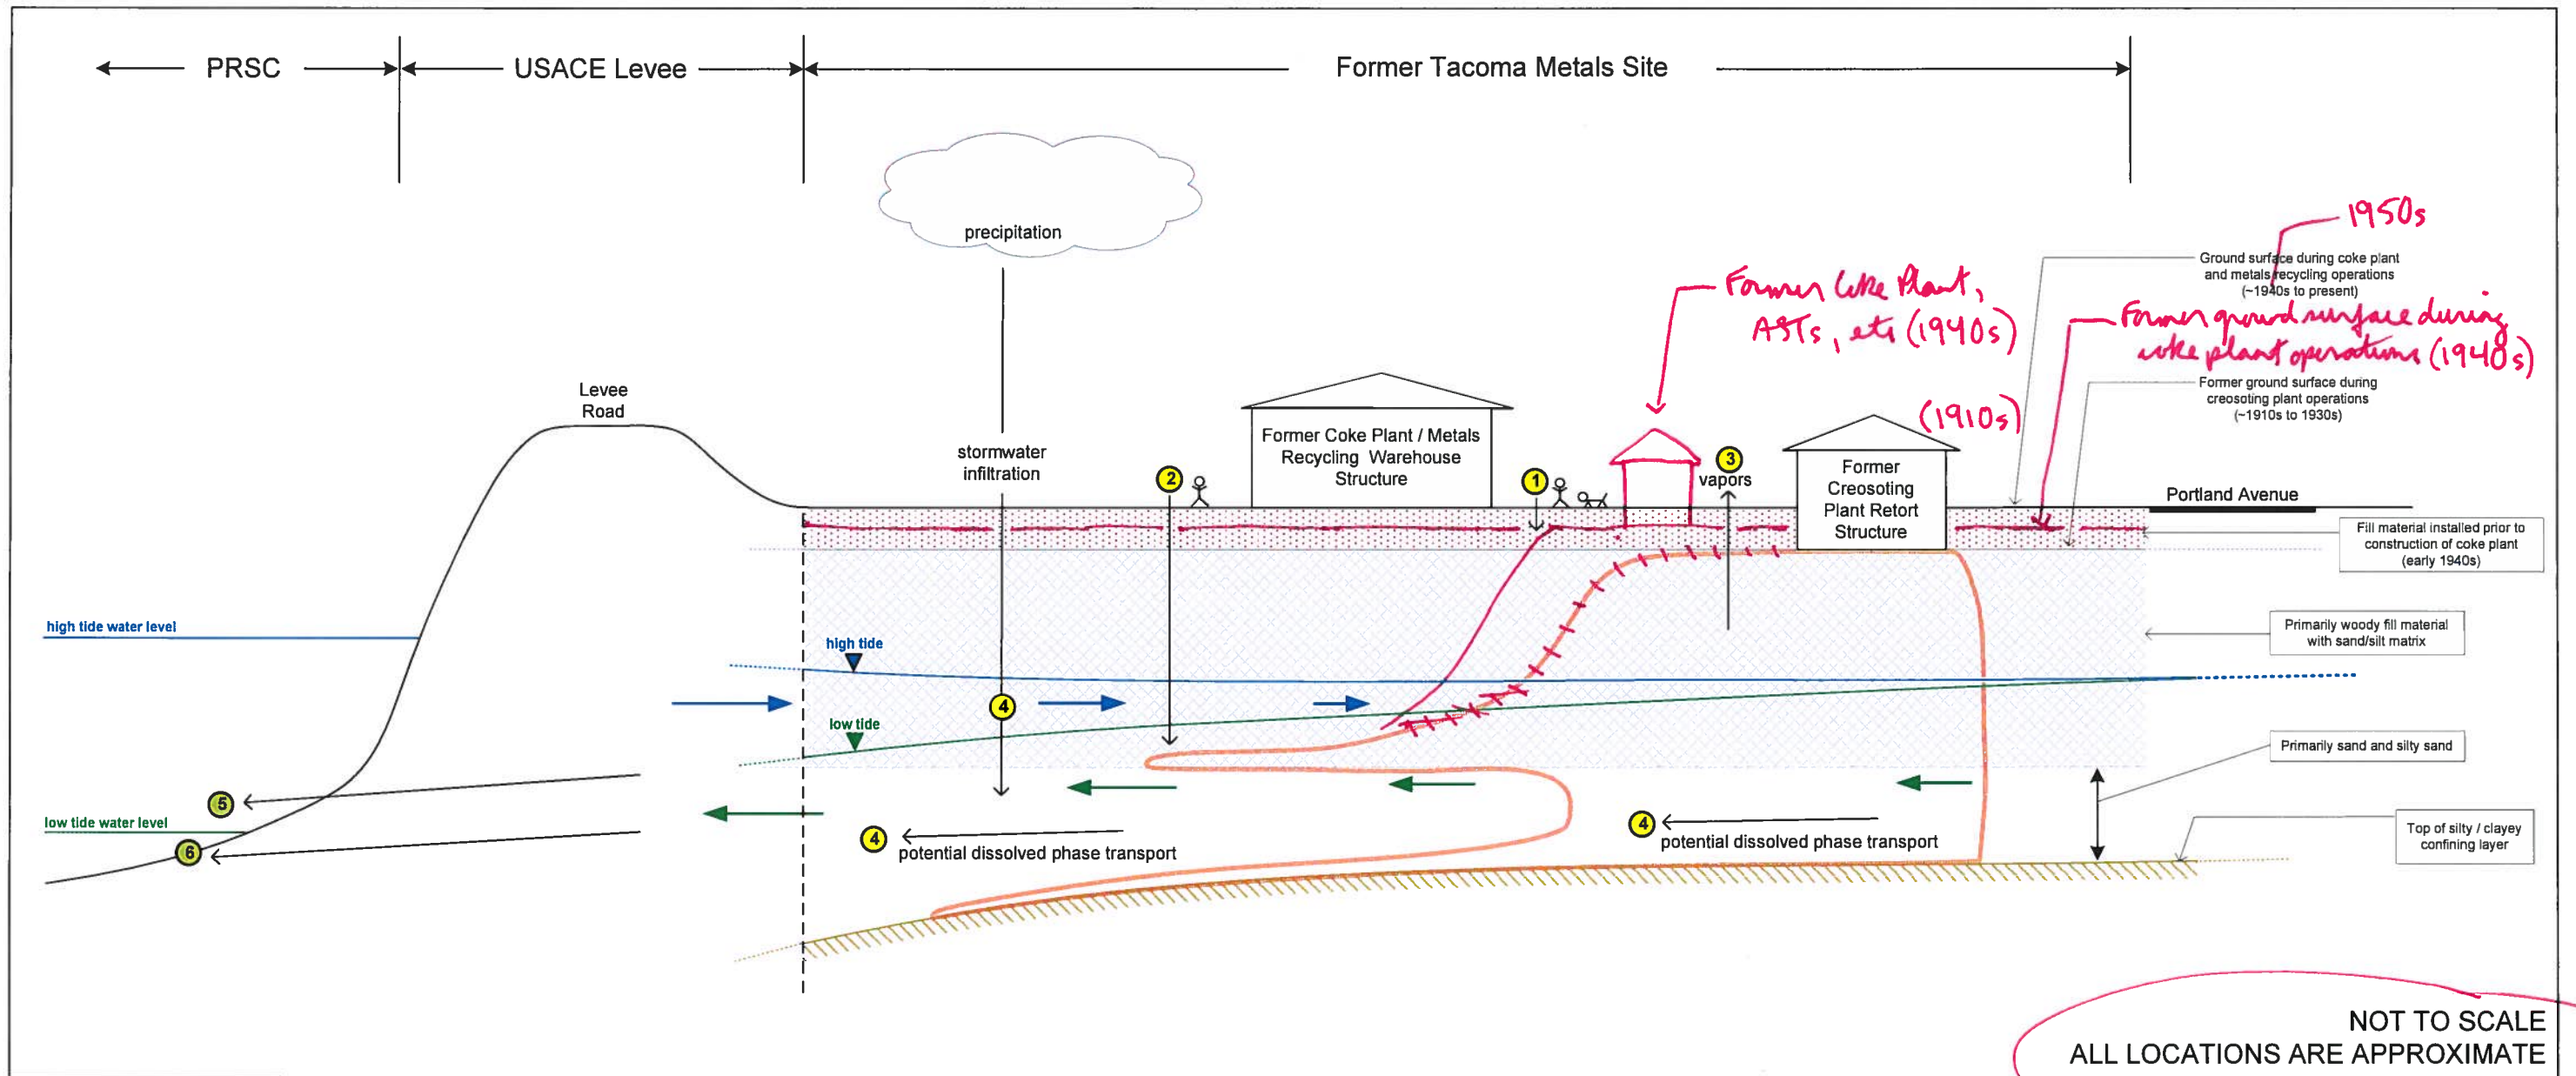 PRSC
USACE Levee
Former Tacoma Metals Site
precipitation
stormwater
infiltration
Levee
Road
Former Coke Plant / Metals
Recycling Warehouse
Structure
Former Coke Plant,
ASTs, etc (1940s)
1950s
Ground surface during coke plant
and metals recycling operations
(~1940s to present)
Former ground surface during
coke plant operations (1940s)
Former ground surface during
creosoting plant operations
(~1910s to 1930s)
(1910s)
Former
Creosoting
Plant Retort
Structure
2
1
3
vapors
Portland Avenue
Fill material installed prior to
construction of coke plant
(early 1940s)
high tide water level
high tide
Primarily woody fill material
with sand/silt matrix
4
low tide
Primarily sand and silty sand
5
low tide water level
6
4
potential dissolved phase transport
4
potential dissolved phase transport
Top of silty / clayey
confining layer
NOT TO SCALE
ALL LOCATIONS ARE APPROXIMATE